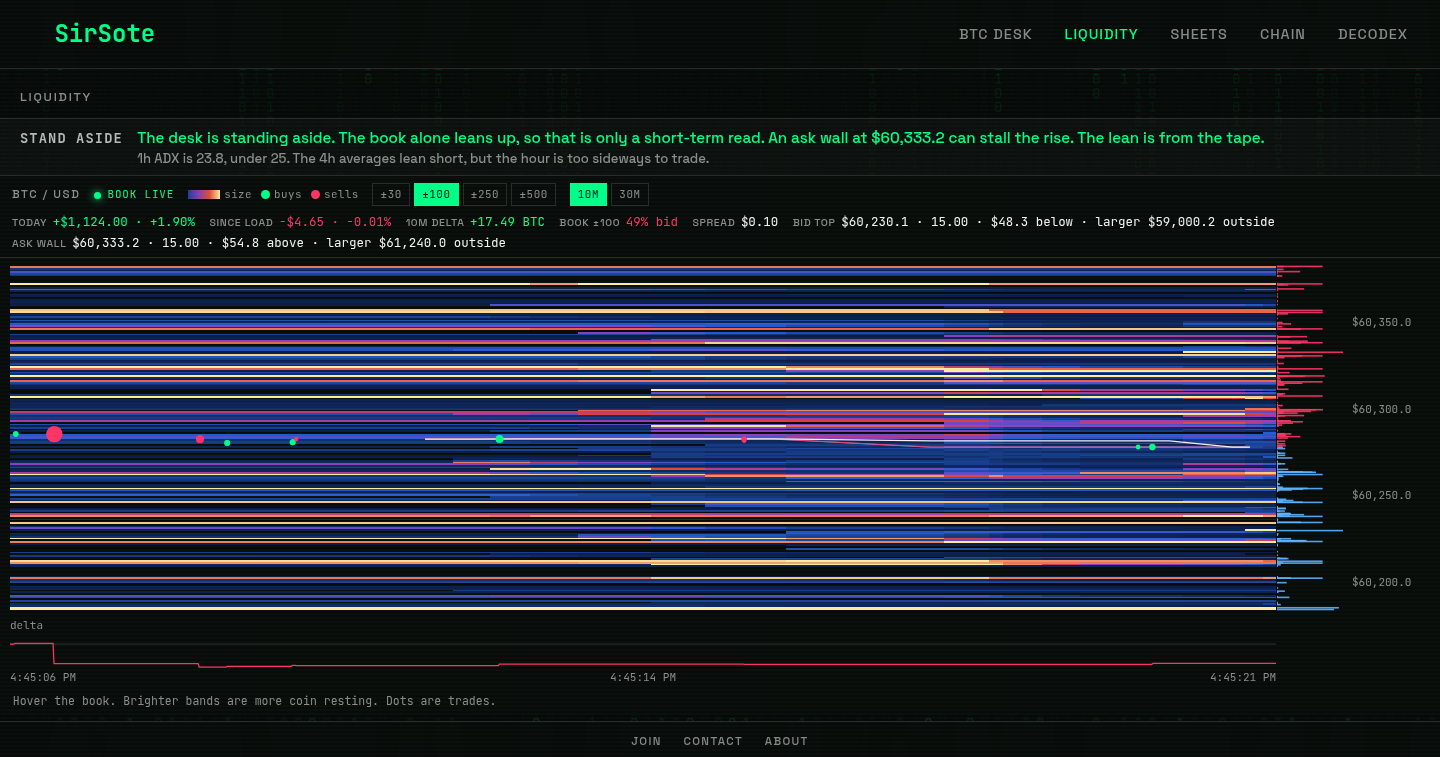 SirSote
BTC DESK LIQUIDITY SHEETS CHAIN DECODEX
LIQUIDITY
STAND ASIDE The desk is standing aside. The book alone leans up, so that is only a short-term read. An ask wall at $60,333.2 can stall the rise. The lean is from the tape.
1h ADX is 23.8, under 25. The 4h averages lean short, but the hour is too sideways to trade.
BTC / USD BOOK LIVE size buys sells ±30 ±100 ±250 ±500 10M 30M
TODAY +$1,124.00 · +1.90% SINCE LOAD -$4.65 · -0.01% 10M DELTA +17.49 BTC BOOK ±100 49% bid SPREAD $0.10 BID TOP $60,230.1 · 15.00 · $48.3 below · larger $59,000.2 outside
ASK WALL $60,333.2 · 15.00 · $54.8 above · larger $61,240.0 outside
$60,350.0
$60,300.0
$60,250.0
$60,200.0
delta
4:45:06 PM 4:45:14 PM 4:45:21 PM
Hover the book. Brighter bands are more coin resting. Dots are trades.
JOIN CONTACT ABOUT